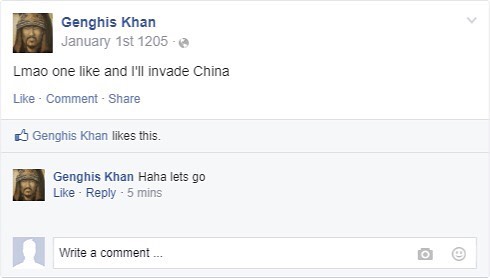 Genghis Khan
January 1st 1205 ·
Lmao one like and I'll invade China
Like · Comment · Share
Genghis Khan likes this.
Genghis Khan Haha lets go
Like · Reply · 5 mins
Write a comment ...